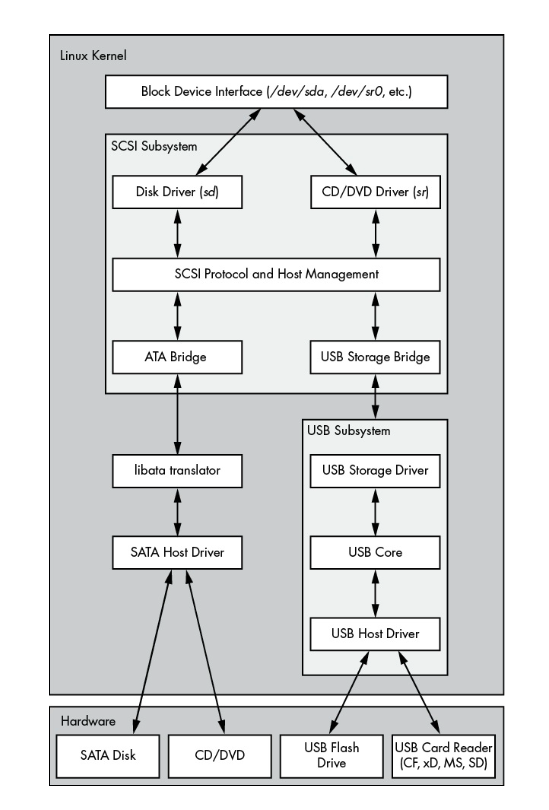 Linux Kernel
Block Device Interface (/dev/sda, /dev/sr0, etc.)
SCSI Subsystem
Disk Driver (sd)
CD/DVD Driver (sr)
SCSI Protocol and Host Management
ATA Bridge
USB Storage Bridge
USB Subsystem
libata translator
USB Storage Driver
SATA Host Driver
USB Core
USB Host Driver
Hardware
SATA Disk
CD/DVD
USB Flash
Drive
USB Card Reader
(CF, xD, MS, SD)